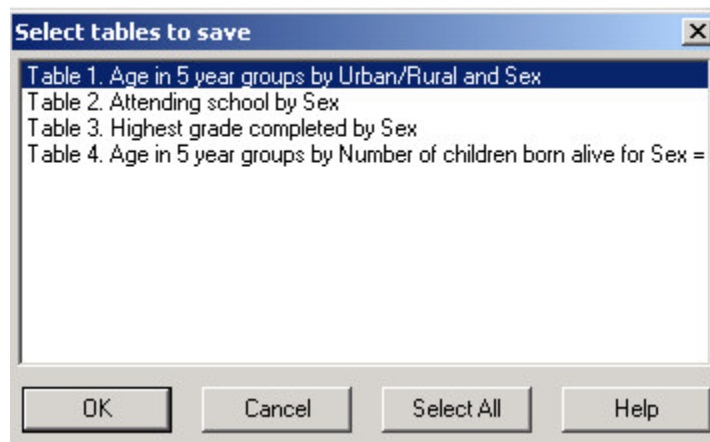 Select tables to save
Table 1. Age in 5 year groups by Urban/Rural and Sex
Table 2. Attending school by Sex
Table 3. Highest grade completed by Sex
Table 4. Age in 5 year groups by Number of children born alive for Sex =
OK Cancel Select All Help